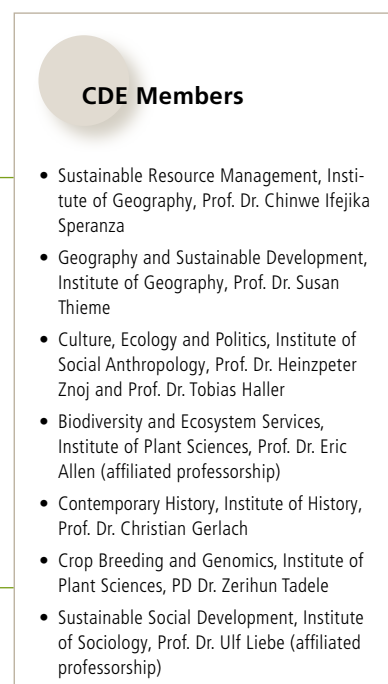 CDE Members
• Sustainable Resource Management, Insti-
tute of Geography, Prof. Dr. Chinwe Ifejika
Speranza
• Geography and Sustainable Development,
Institute of Geography, Prof. Dr. Susan
Thieme
• Culture, Ecology and Politics, Institute of
Social Anthropology, Prof. Dr. Heinzpeter
Znoj and Prof. Dr. Tobias Haller
• Biodiversity and Ecosystem Services,
Institute of Plant Sciences, Prof. Dr. Eric
Allen (affiliated professorship)
• Contemporary History, Institute of History,
Prof. Dr. Christian Gerlach
• Crop Breeding and Genomics, Institute of
Plant Sciences, PD Dr. Zerihun Tadele
• Sustainable Social Development, Institute
of Sociology, Prof. Dr. Ulf Liebe (affiliated
professorship)